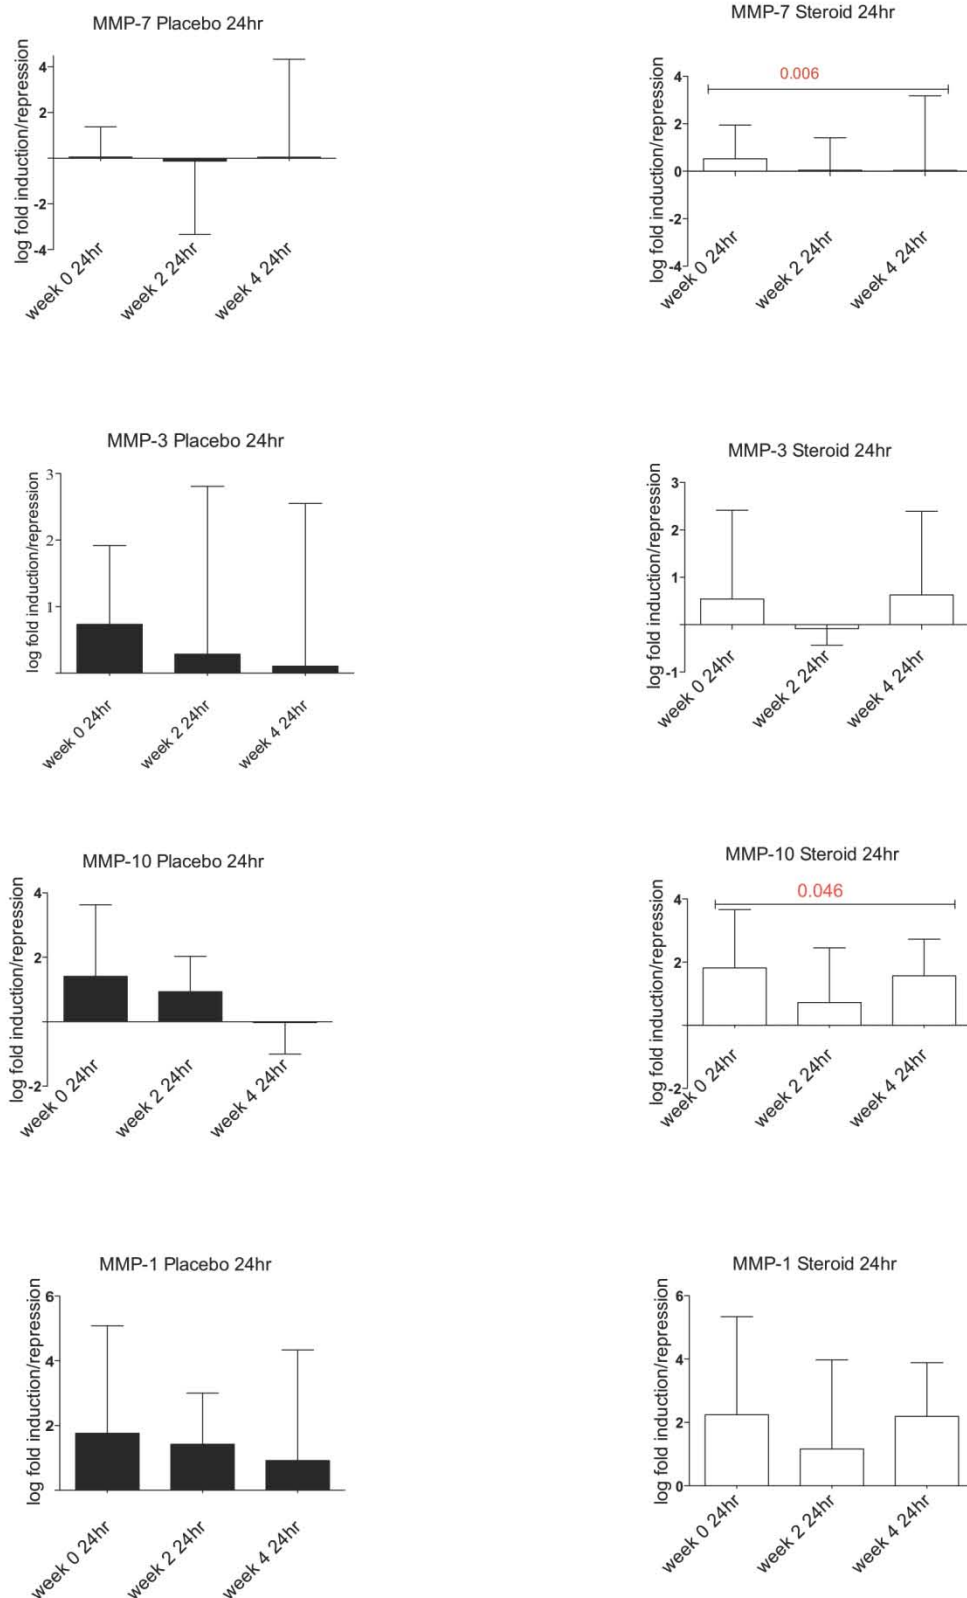 MMP-7 Placebo 24hr
log fold induction/repression
4
2
-2
-4
week 0 24hr
week 2 24hr
week 4 24hr
MMP-7 Steroid 24hr
log fold induction/repression
0.006
4
2
0
-2
-4
week 0 24hr
week 2 24hr
week 4 24hr
MMP-3 Placebo 24hr
log fold induction/repression
3
2
1
week 0 24hr
week 2 24hr
week 4 24hr
MMP-3 Steroid 24hr
log fold induction/repression
3
2
1
-1
week 0 24hr
week 2 24hr
week 4 24hr
MMP-10 Placebo 24hr
log fold induction/repression
4
2
-2
week 0 24hr
week 2 24hr
week 4 24hr
MMP-10 Steroid 24hr
log fold induction/repression
0.046
4
2
-2
week 0 24hr
week 2 24hr
week 4 24hr
MMP-1 Placebo 24hr
log fold induction/repression
6
4
2
week 0 24hr
week 2 24hr
week 4 24hr
MMP-1 Steroid 24hr
log fold induction/repression
6
4
2
0
week 0 24hr
week 2 24hr
week 4 24hr